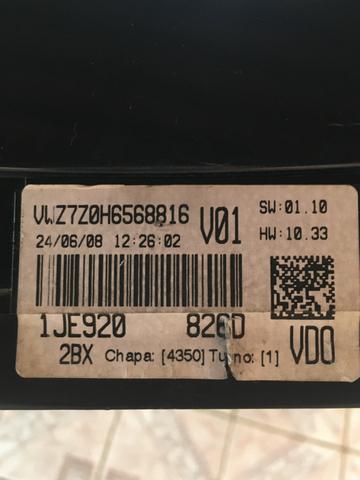 VWZ7Z0H6568816 V01
SW:01.10
24/06/08 12:26:02
HW:10.33
1JE920 826D
2BX Chapa: [4350] Turno: [1] VDO